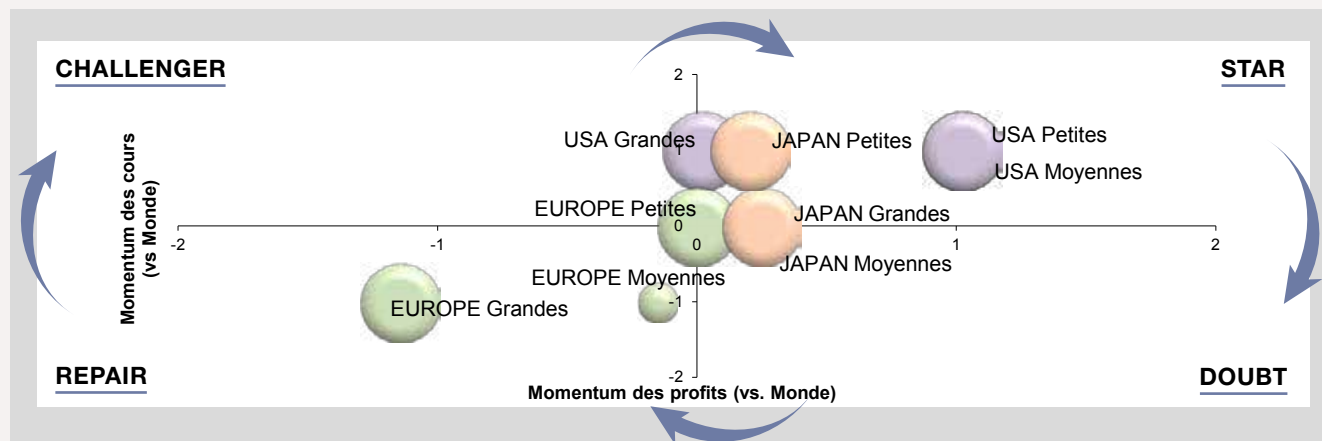 CHALLENGER
STAR
Momentum des cours
(vs Monde)
2
USA Grandes
1
JAPAN Petites
USA Petites
USA Moyennes
EUROPE Petites
JAPAN Grandes
0
-2
-1
0
1
2
JAPAN Moyennes
EUROPE Moyennes
-1
EUROPE Grandes
REPAIR
-2
DOUBT
Momentum des profits (vs. Monde)